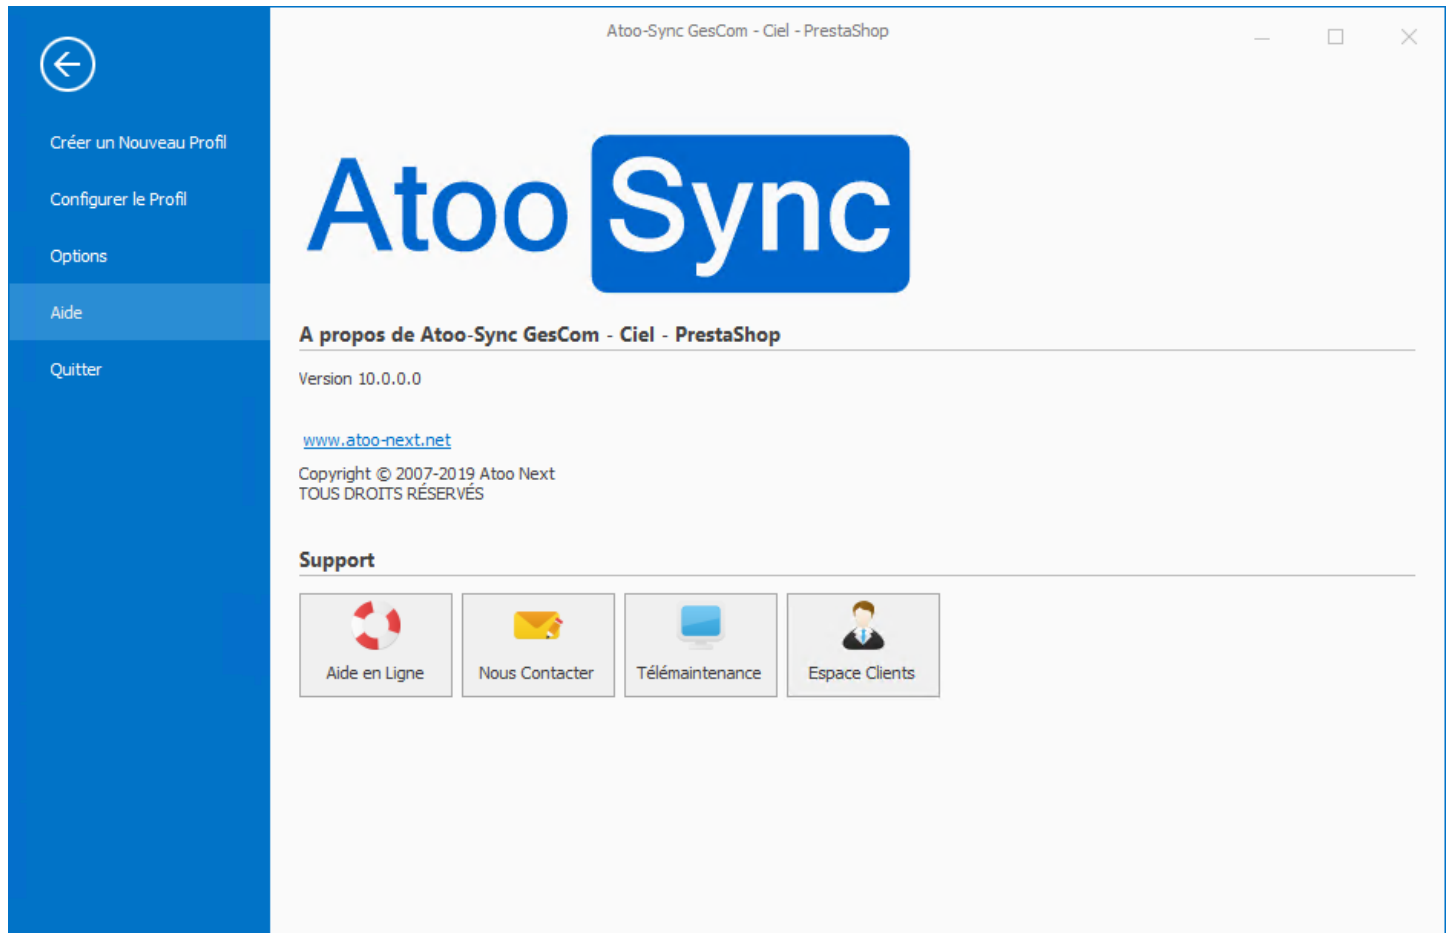 Atoo-Sync GesCom - Ciel - PrestaShop
Créer un Nouveau Profil
Configurer le Profil
Options
Aide
Quitter
Atoo Sync
A propos de Atoo-Sync GesCom - Ciel - PrestaShop
Version 10.0.0.0
www.atoo-next.net
Copyright © 2007-2019 Atoo Next
TOUS DROITS RÉSERVÉS
Support
Aide en Ligne
Nous Contacter
Télémaintenance
Espace Clients